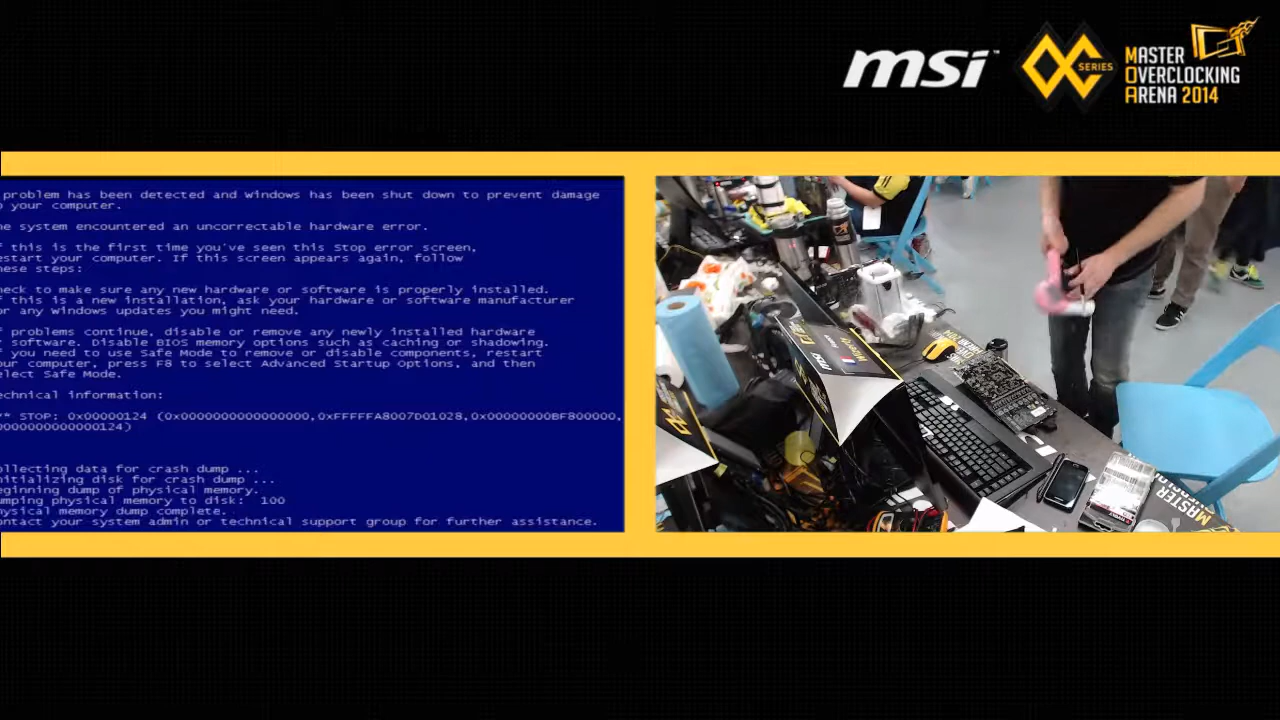 msi
SERIES
MASTER
OVERCLOCKING
ARENA 2014
problem has been detected and Windows has been shut down to prevent damage
o your computer.
he system encountered an uncorrectable hardware error.
f this is the first time you've seen this Stop error screen,
estart your computer. If this screen appears again, follow
hese steps:
heck to make sure any new hardware or software is properly installed.
f this is a new installation, ask your hardware or software manufacturer
or any Windows updates you might need.
f problems continue, disable or remove any newly installed hardware
r software. Disable BIOS memory options such as caching or shadowing.
f you need to use Safe Mode to remove or disable components, restart
our computer, press F8 to select Advanced Startup Options, and then
elect Safe Mode.
echnical information:
** STOP: 0x00000124 (0x0000000000000000,0xFFFFFA8007D01028,0x00000000BF800000,
000000000000124)
ollecting data for crash dump ...
nitializing disk for crash dump ...
eginning dump of physical memory.
umping physical memory to disk: 100
hysical memory dump complete.
ontact your system admin or technical support group for further assistance.
msi
MASTER